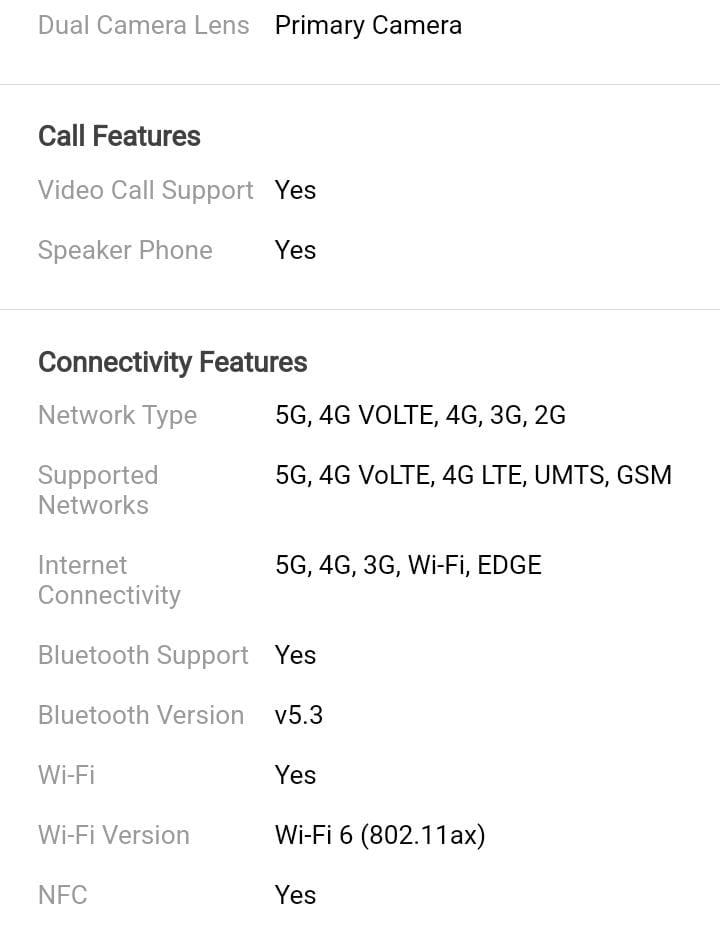 Dual Camera Lens Primary Camera
Call Features
Video Call Support Yes
Speaker Phone Yes
Connectivity Features
Network Type 5G, 4G VOLTE, 4G, 3G, 2G
Supported 5G, 4G VoLTE, 4G LTE, UMTS, GSM
Networks
Internet 5G, 4G, 3G, Wi-Fi, EDGE
Connectivity
Bluetooth Support Yes
Bluetooth Version v5.3
Wi-Fi Yes
Wi-Fi Version Wi-Fi 6 (802.11ax)
NFC Yes